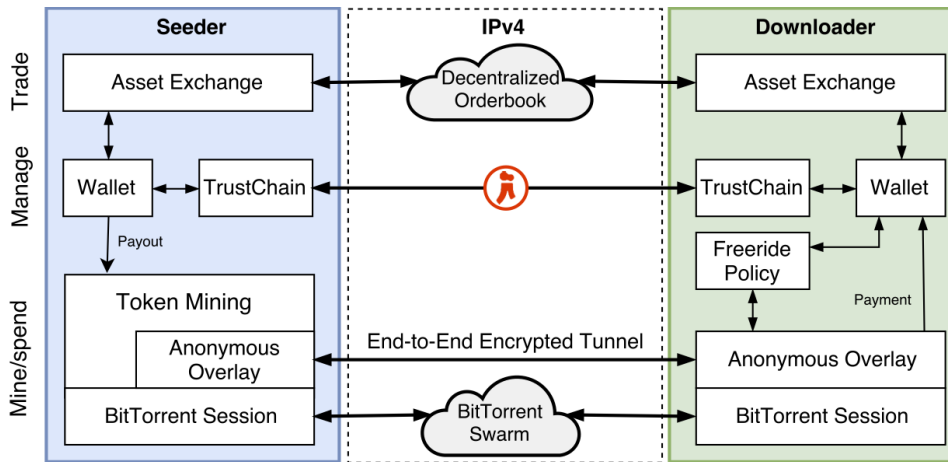 Seeder
IPv4
Downloader
Trade
Asset Exchange
Decentralized
Orderbook
Asset Exchange
Manage
Wallet
TrustChain
TrustChain
Wallet
Payout
Freeride
Policy
Mine/spend
Token Mining
Payment
Anonymous
Overlay
End-to-End Encrypted Tunnel
Anonymous Overlay
BitTorrent Session
BitTorrent
Swarm
BitTorrent Session